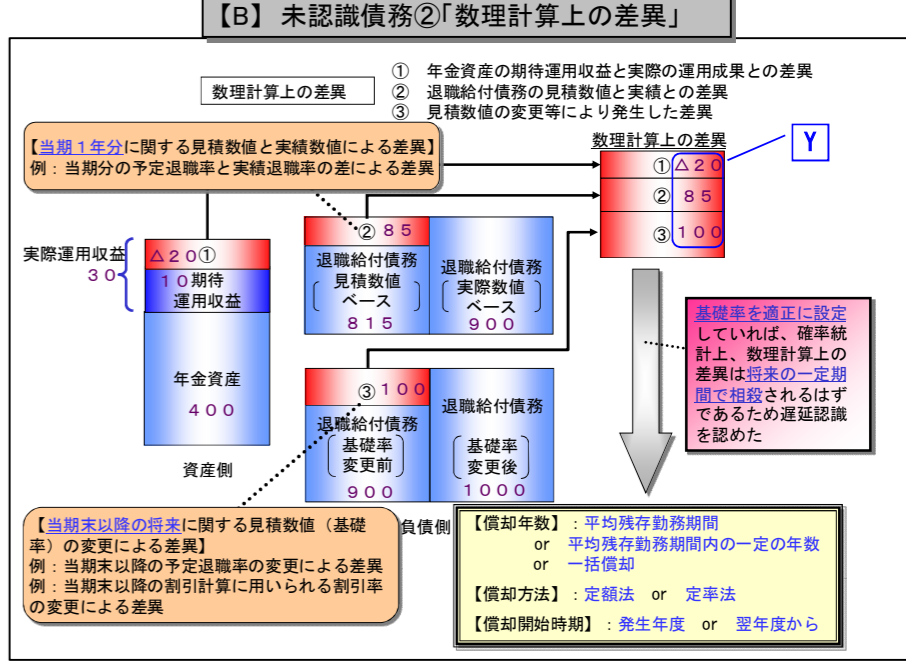 【B】 未認識債務②「数理計算上の差異」
数理計算上の差異
① 年金資産の期待運用収益と実際の運用成果との差異
② 退職給付債務の見積数値と実績との差異
③ 見積数値の変更等により発生した差異
【当期１年分に関する見積数値と実績数値による差異】
例：当期分の予定退職率と実績退職率の差による差異
数理計算上の差異
①△２０
② ８５
③ １００
Y
実際運用収益
３０
△２０①
１０期待
運用収益
年金資産
４００
資産側
② ８５
退職給付債務
見積数値
ベース
８１５
退職給付債務
実際数値
ベース
９００
③１００
退職給付債務
基礎率
変更前
９００
退職給付債務
基礎率
変更後
１０００
負債側
基礎率を適正に設定
していれば、確率統
計上、数理計算上の
差異は将来の一定期
間で相殺されるはず
であるため遅延認識
を認めた
【当期末以降の将来に関する見積数値（基礎
率）の変更による差異】
例：当期末以降の予定退職率の変更による差異
例：当期末以降の割引計算に用いられる割引率
の変更による差異
【償却年数】：平均残存勤務期間
or 平均残存勤務期間内の一定の年数
or 一括償却
【償却方法】：定額法 or 定率法
【償却開始時期】：発生年度 or 翌年度から